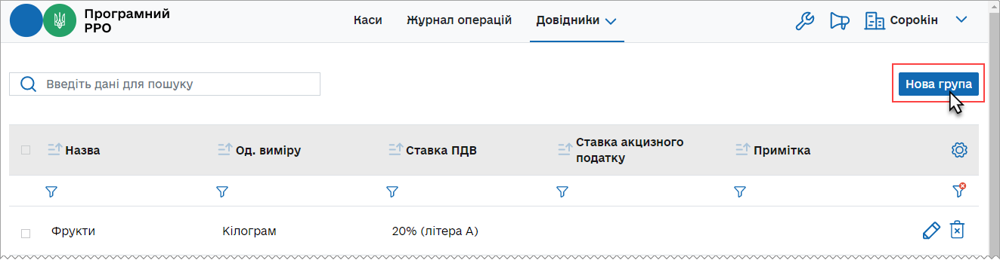 Програмний
РРО
Каси
Журнал операцій
Довідники
Сорокін
Введіть дані для пошуку
Нова група
Назва
Од. виміру
Ставка ПДВ
Ставка акцизного
податку
Примітка
Фрукти
Кілограм
20% (літера А)